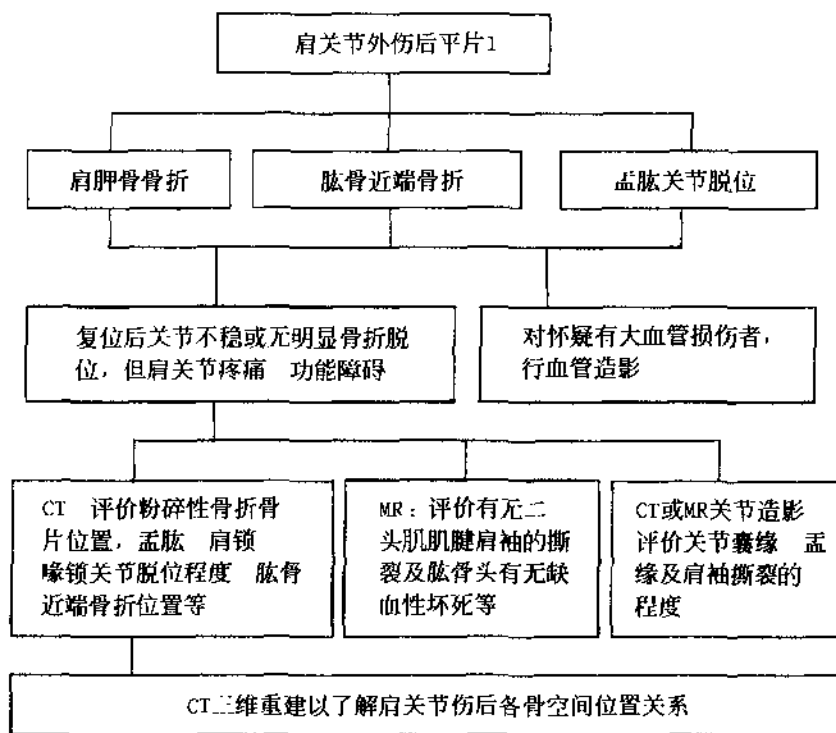 肩关节外伤后平片1
肩胛骨骨折
肱骨近端骨折
盂肱关节脱位
复位后关节不稳或无明显骨折脱
位，但肩关节疼痛 功能障碍
对怀疑有大血管损伤者，
行血管造影
CT 评价粉碎性骨折骨
片位置，盂肱 肩锁
喙锁关节脱位程度 肱骨
近端骨折位置等
MR：评价有无二
头肌肌腱肩袖的撕
裂及肱骨头有无缺
血性坏死等
CT或MR关节造影
评价关节囊缘 盂
缘及肩袖撕裂的
程度
CT三维重建以了解肩关节伤后各骨空间位置关系